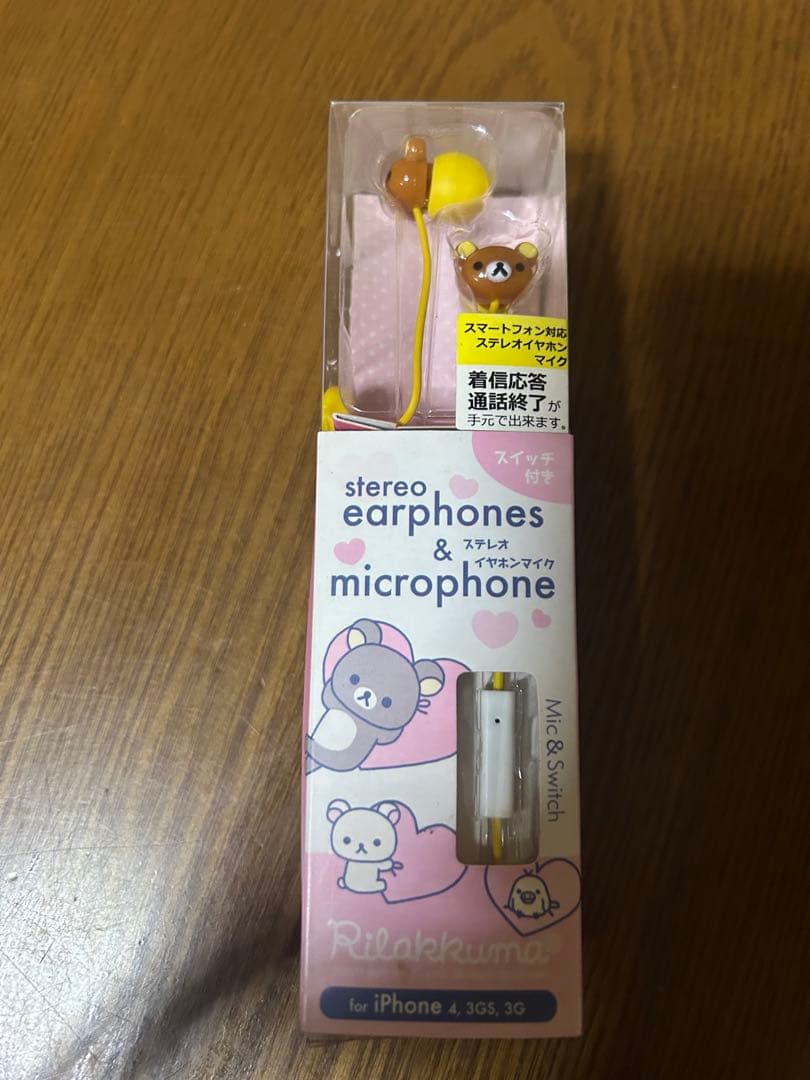 スマートフォン対応
ステレオイヤホン
マイク
着信応答
通話終了が
手元で出来ます。
スイッチ
付き
stereo
earphones
& ステレオ
イヤホンマイク
microphone
Mic & Switch
Rilakkuma
for iPhone 4, 3GS, 3G